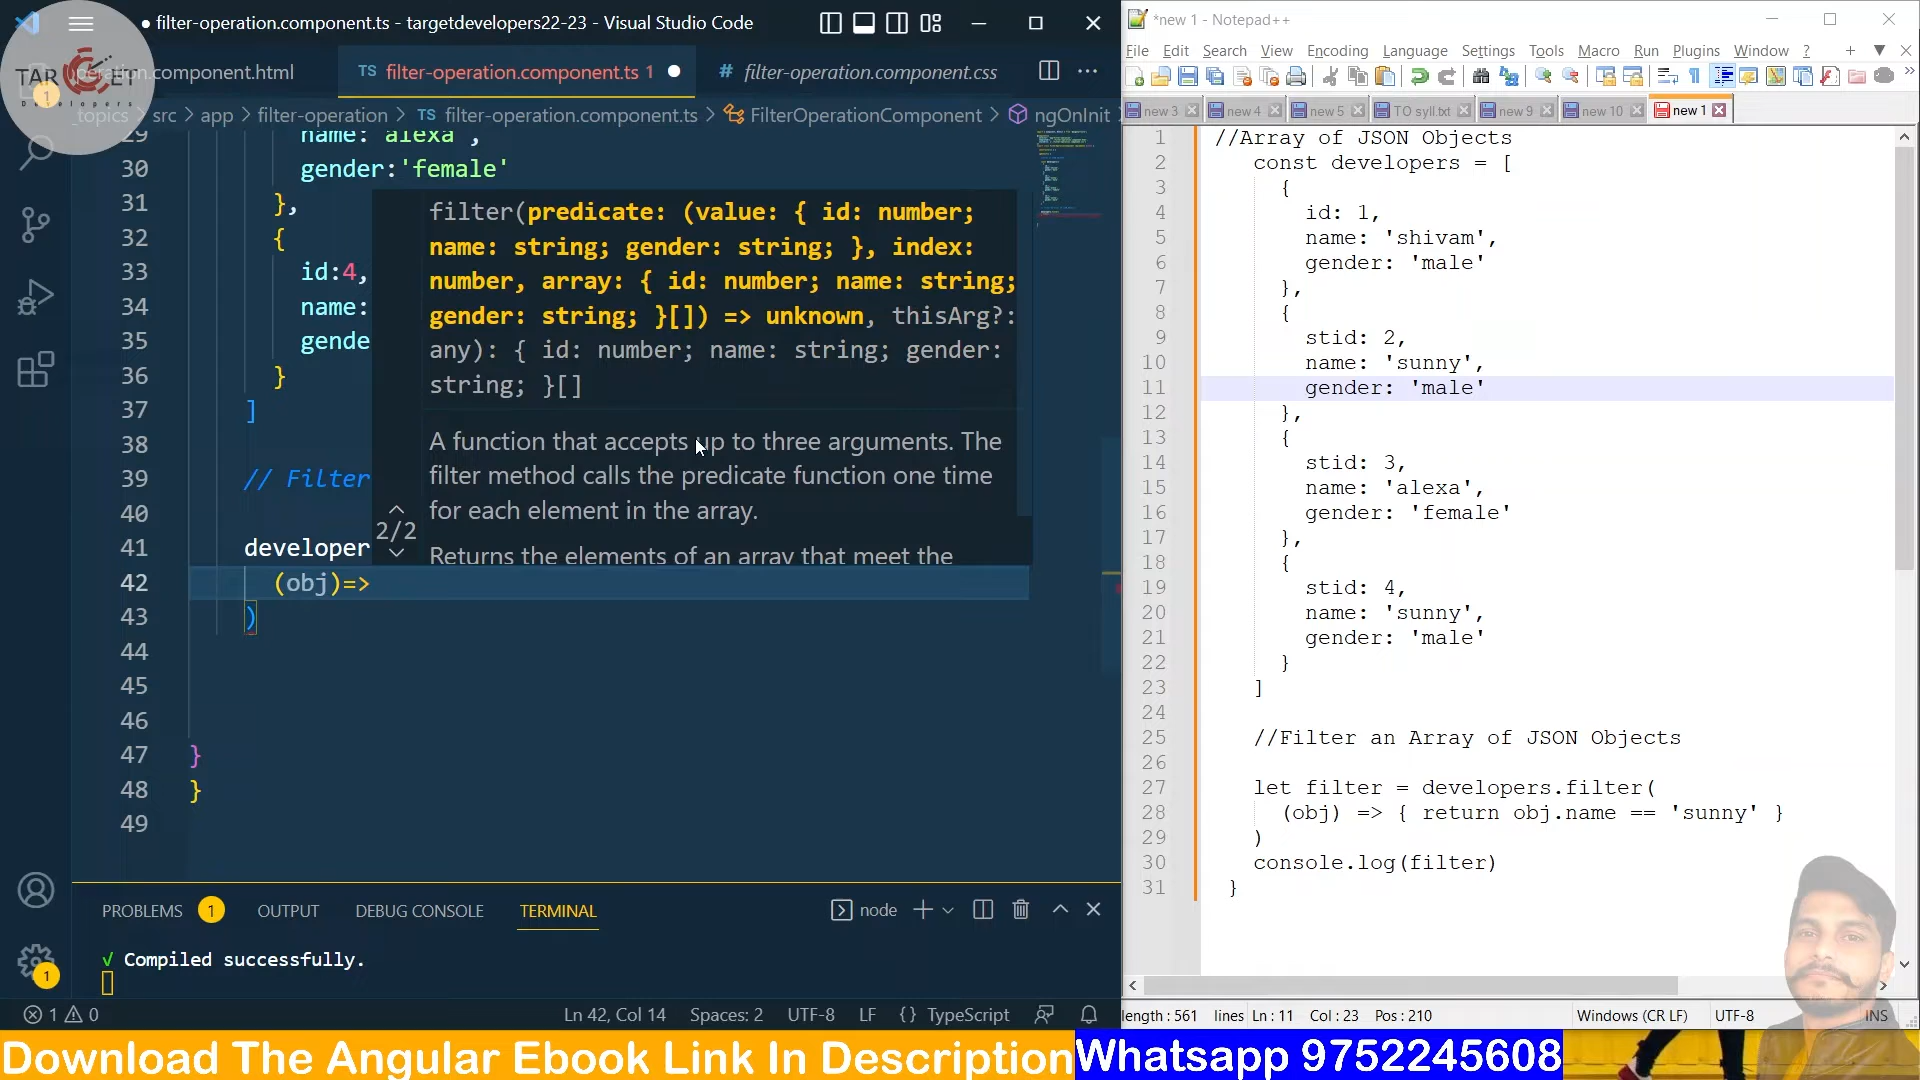 filter-operation.component.ts - targetdevelopers22-23 - Visual Studio Code
TARGET
Developers
1
operation.component.html
TS filter-operation.component.ts 1
# filter-operation.component.css
_topics > src > app > filter-operation > TS filter-operation.component.ts > FilterOperationComponent > ngOnInit
29 name: 'alexa',
30 gender:'female'
31 },
32 {
33 id:4,
34 name:
35 gende
36 }
37 ]
38
39 // Filter
40
41 developer
42 (obj)=>
43 )
44
45
46
47 }
48 }
49
filter(predicate: (value: { id: number;
name: string; gender: string; }, index:
number, array: { id: number; name: string;
gender: string; }[]) => unknown, thisArg?:
any): { id: number; name: string; gender:
string; }[]
A function that accepts up to three arguments. The
filter method calls the predicate function one time
for each element in the array.
2/2
Returns the elements of an array that meet the
PROBLEMS 1 OUTPUT DEBUG CONSOLE TERMINAL
node
√ Compiled successfully.
1
1 0
Ln 42, Col 14 Spaces: 2 UTF-8 LF {} TypeScript
*new 1 - Notepad++
File Edit Search View Encoding Language Settings Tools Macro Run Plugins Window ? + ▼ X
new 3 new 4 new 5 TO syll.txt new 9 new 10 new 1
1 //Array of JSON Objects
2 const developers = [
3 {
4 id: 1,
5 name: 'shivam',
6 gender: 'male'
7 },
8 {
9 stid: 2,
10 name: 'sunny',
11 gender: 'male'
12 },
13 {
14 stid: 3,
15 name: 'alexa',
16 gender: 'female'
17 },
18 {
19 stid: 4,
20 name: 'sunny',
21 gender: 'male'
22 }
23 ]
24
25 //Filter an Array of JSON Objects
26
27 let filter = developers.filter(
28 (obj) => { return obj.name == 'sunny' }
29 )
30 console.log(filter)
31 }
length : 561 lines Ln : 11 Col : 23 Pos : 210 Windows (CR LF) UTF-8 INS
Download The Angular Ebook Link In Description
Whatsapp 9752245608